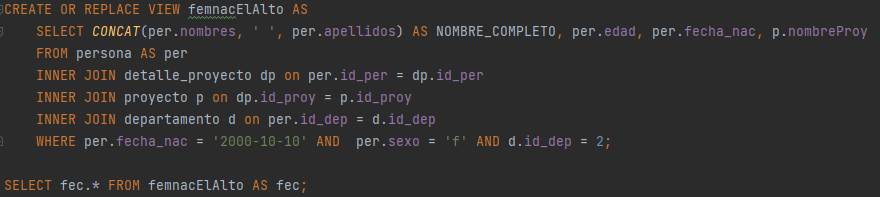 CREATE OR REPLACE VIEW femnacElAlto AS
SELECT CONCAT(per.nombres, ' ', per.apellidos) AS NOMBRE_COMPLETO, per.edad, per.fecha_nac, p.nombreProy
FROM persona AS per
INNER JOIN detalle_proyecto dp on per.id_per = dp.id_per
INNER JOIN proyecto p on dp.id_proy = p.id_proy
INNER JOIN departamento d on per.id_dep = d.id_dep
WHERE per.fecha_nac = '2000-10-10' AND  per.sexo = 'f' AND d.id_dep = 2;
SELECT fec.* FROM femnacElAlto AS fec;